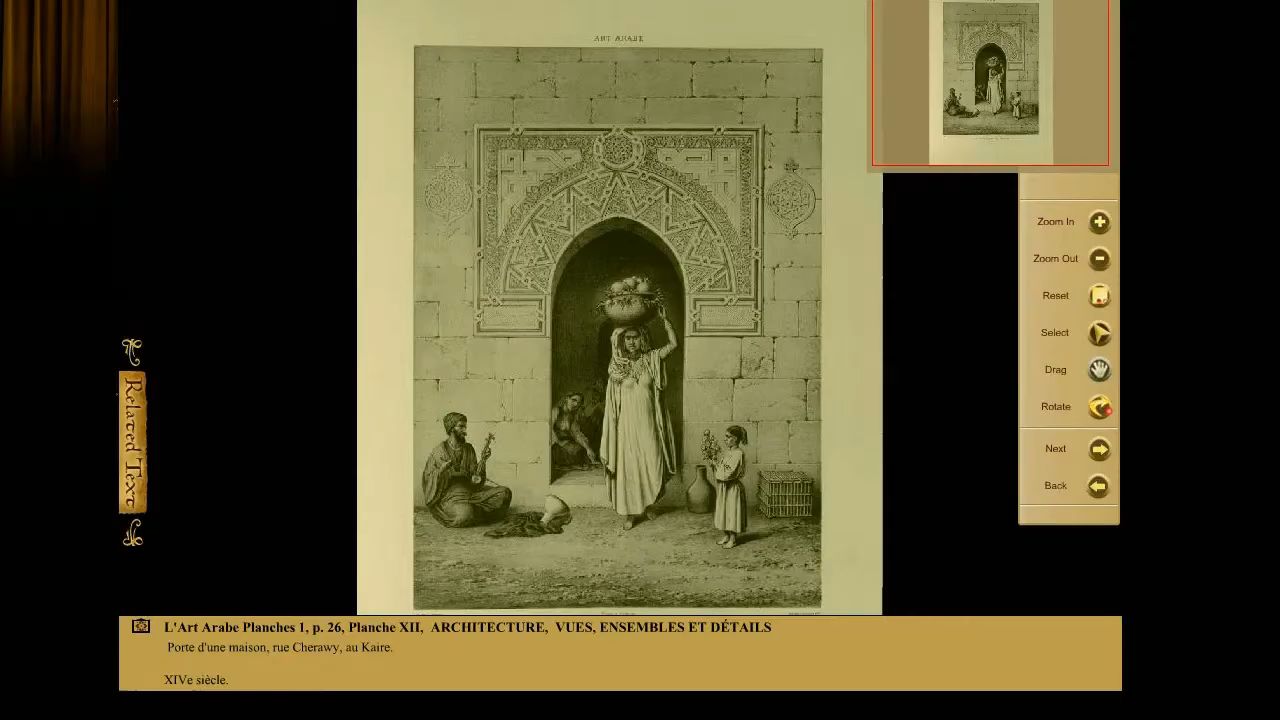 ART ARABE
Zoom In
Zoom Out
Reset
Select
Drag
Rotate
Next
Back
Related Text
L'Art Arabe Planches 1, p. 26, Planche XII, ARCHITECTURE, VUES, ENSEMBLES ET DÉTAILS
Porte d'une maison, rue Cherawy, au Kaire.
XIVe siècle.